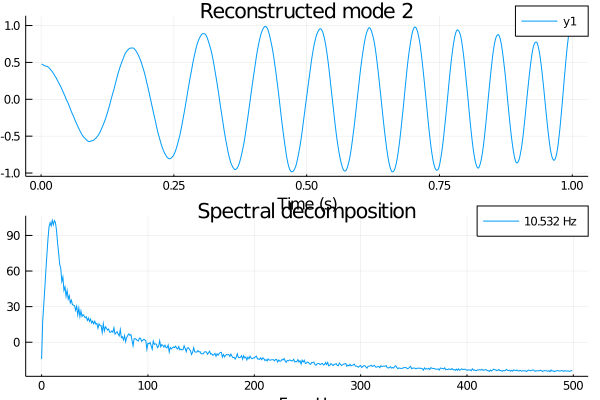 Reconstructed mode 2
y1
1.0
0.5
0.0
-0.5
-1.0
0.00 0.25 0.50 0.75 1.00
Time (s)
Spectral decomposition
10.532 Hz
90
60
30
0
0 100 200 300 400 500